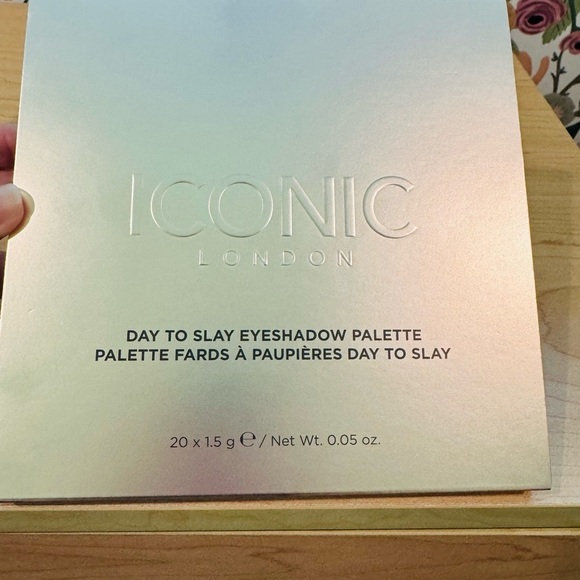 ICONIC
LONDON
DAY TO SLAY EYESHADOW PALETTE
PALETTE FARDS À PAUPIÈRES DAY TO SLAY
20 x 1.5 g ℮ / Net Wt. 0.05 oz.